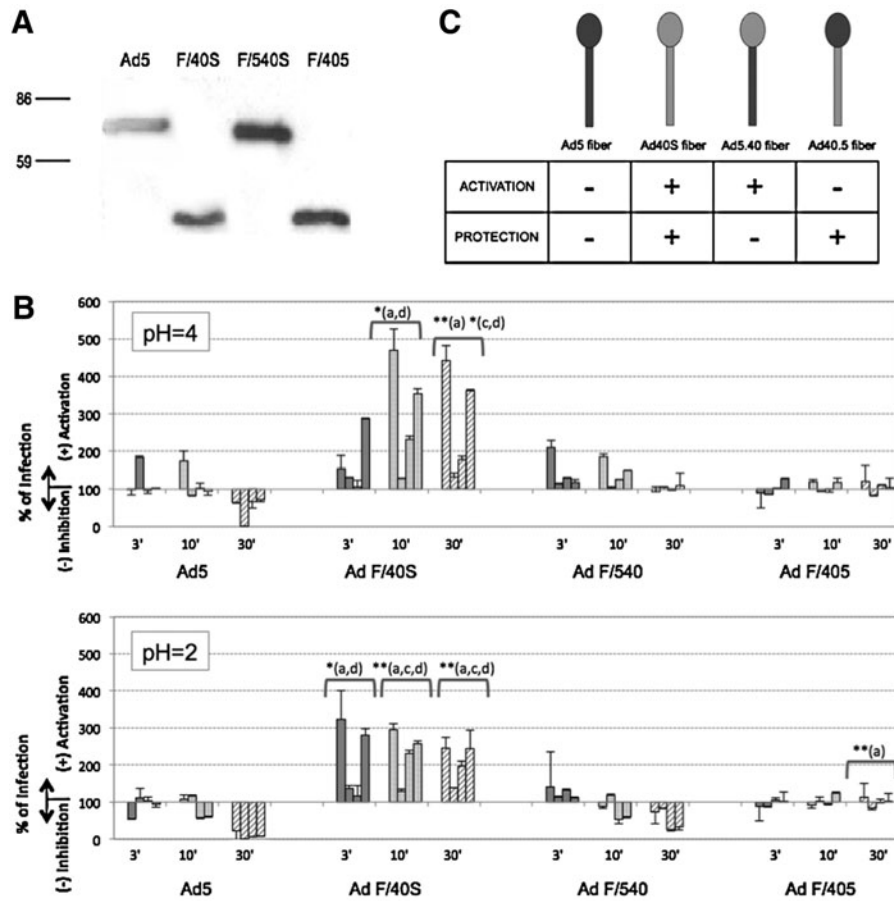 A
Ad5 F/40S F/540S F/405
86
59
C
Ad5 fiber Ad40S fiber Ad5.40 fiber Ad40.5 fiber
ACTIVATION - + + -
PROTECTION - + - +
B
pH=4
% of Infection
(-) Inhibition (+) Activation
600
500
400
300
200
100
0
*(a,d)
**(a) *(c,d)
3' 10' 30' 3' 10' 30' 3' 10' 30' 3' 10' 30'
Ad5 Ad F/40S Ad F/540 Ad F/405
pH=2
% of Infection
(-) Inhibition (+) Activation
600
500
400
300
200
100
0
*(a,d)
**(a,c,d)
**(a,c,d)
**(a)
3' 10' 30' 3' 10' 30' 3' 10' 30' 3' 10' 30'
Ad5 Ad F/40S Ad F/540 Ad F/405